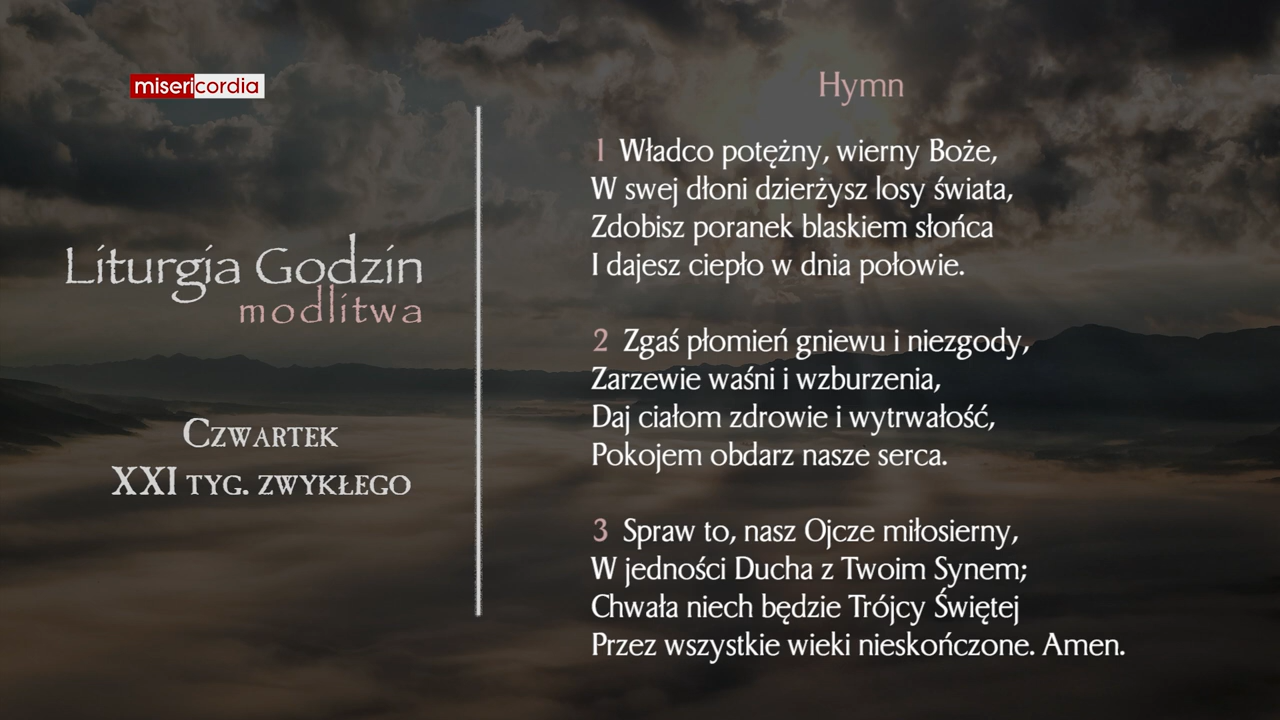 misericordia
Liturgia Godzin
modlitwa
Czwartek
XXI tyg. zwykłego
Hymn
1 Władco potężny, wierny Boże,
W swej dłoni dzierżysz losy świata,
Zdobisz poranek blaskiem słońca
I dajesz ciepło w dnia połowie.
2 Zgaś płomień gniewu i niezgody,
Zarzewie waśni i wzburzenia,
Daj ciałom zdrowie i wytrwałość,
Pokojem obdarz nasze serca.
3 Spraw to, nasz Ojcze miłosierny,
W jedności Ducha z Twoim Synem;
Chwała niech będzie Trójcy Świętej
Przez wszystkie wieki nieskończone. Amen.